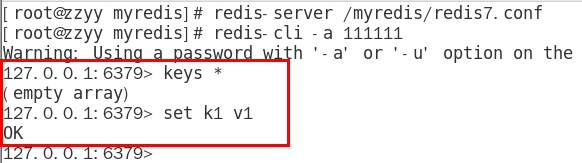 [root@zzyy myredis]# redis-server /myredis/redis7.conf
[root@zzyy myredis]# redis-cli -a 111111
Warning: Using a password with '-a' or '-u' option on the
127.0.0.1:6379> keys *
(empty array)
127.0.0.1:6379> set k1 v1
OK
127.0.0.1:6379>